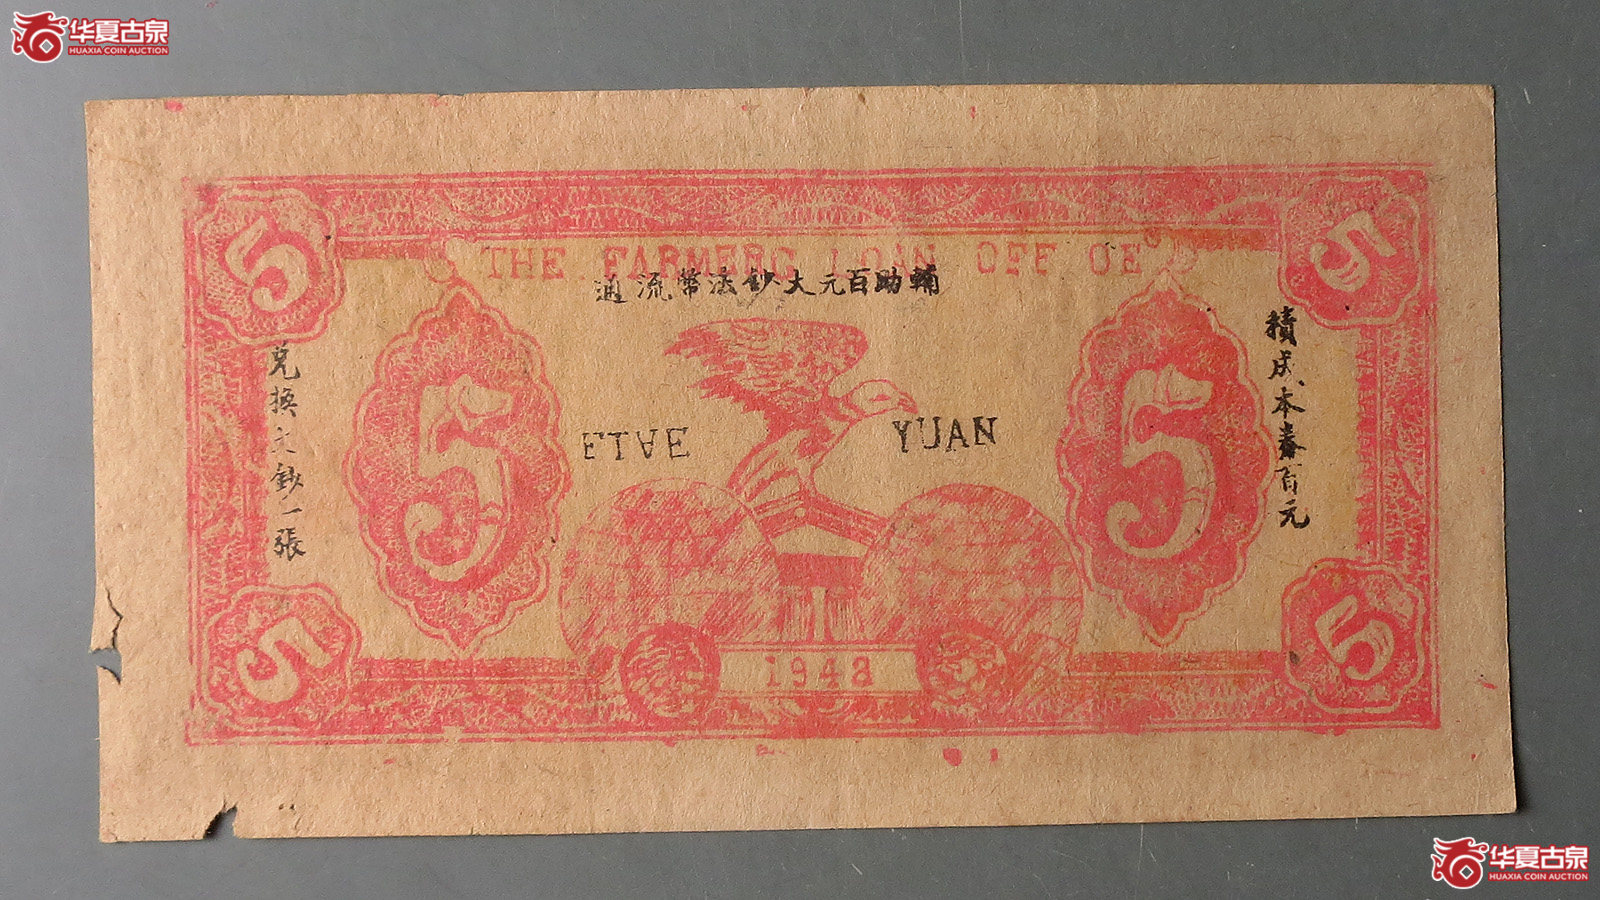 华夏古泉
HUAXIA COIN AUCTION
5
5
THE FARMERC LOAN OFF OE
輔助百元大鈔法幣流通
積成本券百元
兌換大鈔一張
5
FIVE YUAN
5
1948
5
5
华夏古泉
HUAXIA COIN AUCTION